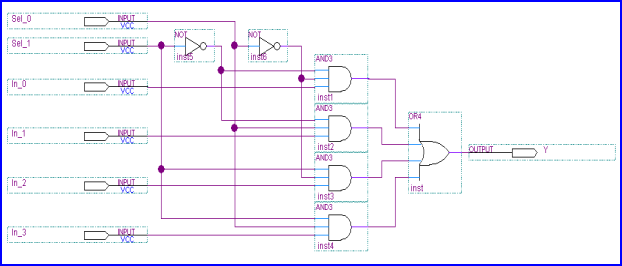 Sel_0 INPUT
VCC
Sel_1 INPUT NOT NOT
VCC
inst5 inst6
AND3
In_0 INPUT
VCC
inst1
AND3
OR4
In_1 INPUT
VCC
inst2
OUTPUT Y
AND3
In_2 INPUT
VCC
inst
inst3
AND3
In_3 INPUT
VCC
inst4